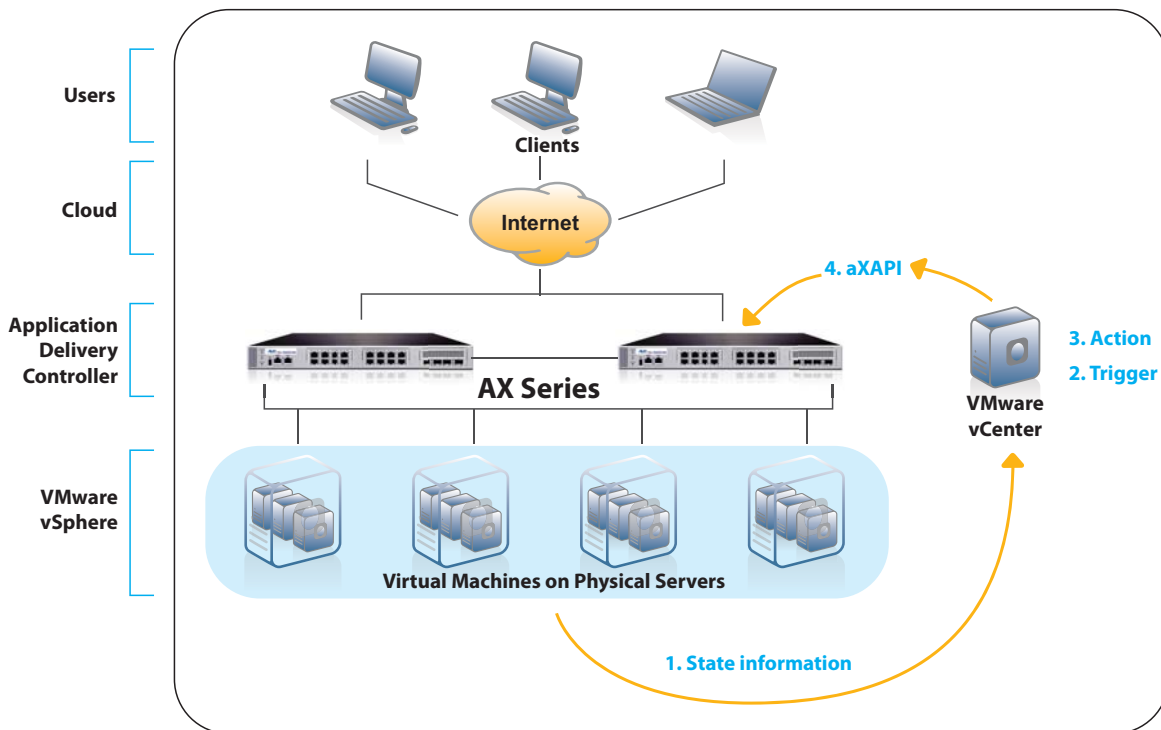 Users
Clients
Cloud
Internet
4. aXAPI
Application
Delivery
Controller
AX Series
3. Action
2. Trigger
VMware
vCenter
VMware
vSphere
Virtual Machines on Physical Servers
1. State information